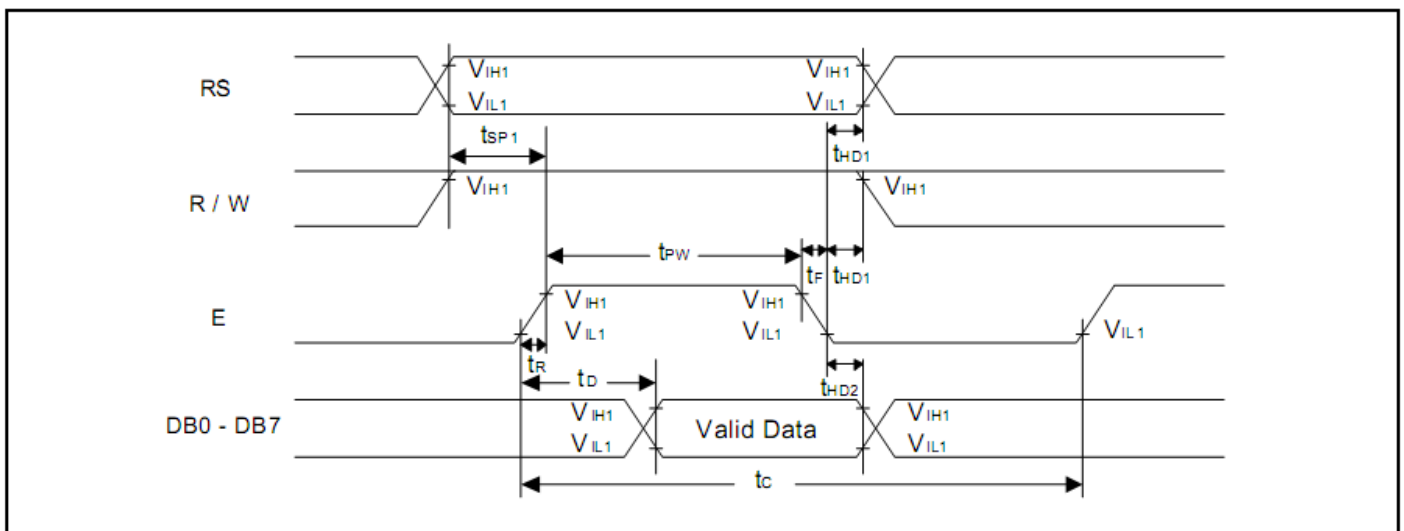 RS
VIH1 VIH1
VIL1 VIL1
tSP1 tHD1
R / W
VIH1 VIH1
tPW
tF tHD1
E
VIH1 VIH1
VIL1 VIL1 VIL1
tR
tD tHD2
DB0 - DB7
VIH1 Valid Data VIH1
VIL1 VIL1
tC